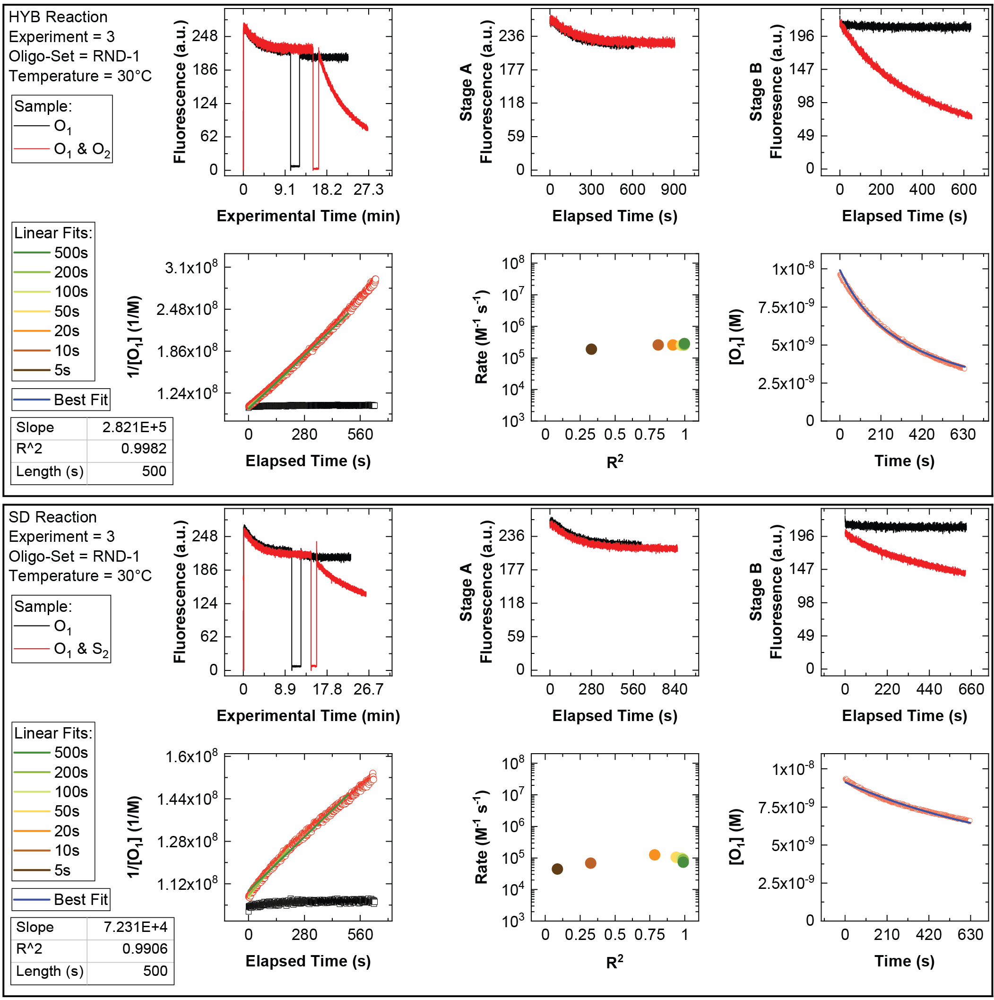 HYB Reaction
Experiment = 3
Oligo-Set = RND-1
Temperature = 30°C
Sample:
O1
O1 & O2
Fluorescence (a.u.)
248
186
124
62
0
0 9.1 18.2 27.3
Experimental Time (min)
Stage A
Fluorescence (a.u.)
236
177
118
59
0
0 300 600 900
Elapsed Time (s)
Stage B
Fluoresence (a.u.)
196
147
98
49
0
0 200 400 600
Elapsed Time (s)
Linear Fits:
500s
200s
100s
50s
20s
10s
5s
Best Fit
Slope 2.821E+5
R^2 0.9982
Length (s) 500
1/[O1] (1/M)
3.1x10^8
2.48x10^8
1.86x10^8
1.24x10^8
0 280 560
Elapsed Time (s)
Rate (M^-1 s^-1)
10^8
10^7
10^6
10^5
10^4
10^3
0 0.25 0.5 0.75 1
R^2
[O1] (M)
1x10^-8
7.5x10^-9
5x10^-9
2.5x10^-9
0
0 210 420 630
Time (s)
SD Reaction
Experiment = 3
Oligo-Set = RND-1
Temperature = 30°C
Sample:
O1
O1 & S2
Fluorescence (a.u.)
248
186
124
62
0
0 8.9 17.8 26.7
Experimental Time (min)
Stage A
Fluorescence (a.u.)
236
177
118
59
0
0 280 560 840
Elapsed Time (s)
Stage B
Fluoresence (a.u.)
196
147
98
49
0
0 220 440 660
Elapsed Time (s)
Linear Fits:
500s
200s
100s
50s
20s
10s
5s
Best Fit
Slope 7.231E+4
R^2 0.9906
Length (s) 500
1/[O1] (1/M)
1.6x10^8
1.44x10^8
1.28x10^8
1.12x10^8
0 280 560
Elapsed Time (s)
Rate (M^-1 s^-1)
10^8
10^7
10^6
10^5
10^4
10^3
0 0.25 0.5 0.75 1
R^2
[O1] (M)
1x10^-8
7.5x10^-9
5x10^-9
2.5x10^-9
0
0 210 420 630
Time (s)